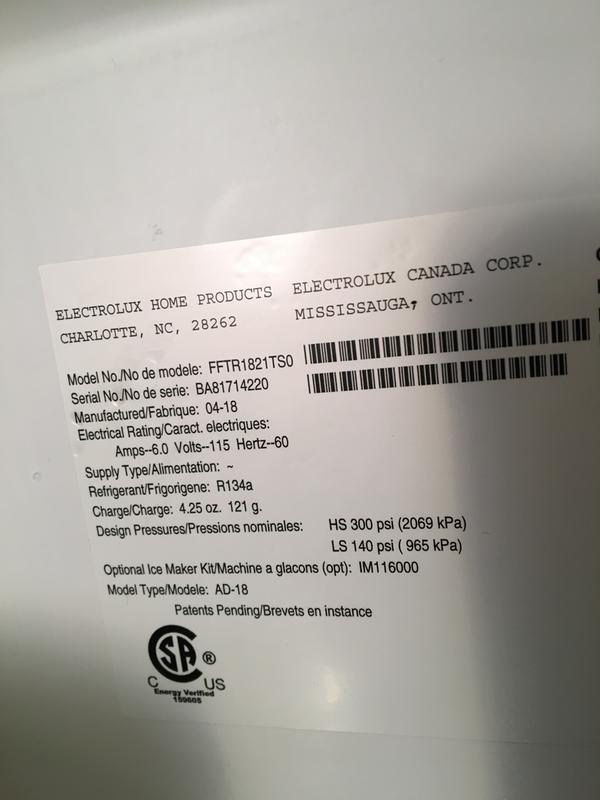 ELECTROLUX HOME PRODUCTS ELECTROLUX CANADA CORP.
CHARLOTTE, NC, 28262 MISSISSAUGA, ONT.
Model No./No de modele: FFTR1821TS0
Serial No./No de serie: BA81714220
Manufactured/Fabrique: 04-18
Electrical Rating/Caract. electriques:
Amps--6.0 Volts--115 Hertz--60
Supply Type/Alimentation: ~
Refrigerant/Frigorigene: R134a
Charge/Charge: 4.25 oz. 121 g.
Design Pressures/Pressions nominales: HS 300 psi (2069 kPa)
LS 140 psi ( 965 kPa)
Optional Ice Maker Kit/Machine a glacons (opt): IM116000
Model Type/Modele: AD-18
Patents Pending/Brevets en instance
SA ®
C US
Energy Verified
159605